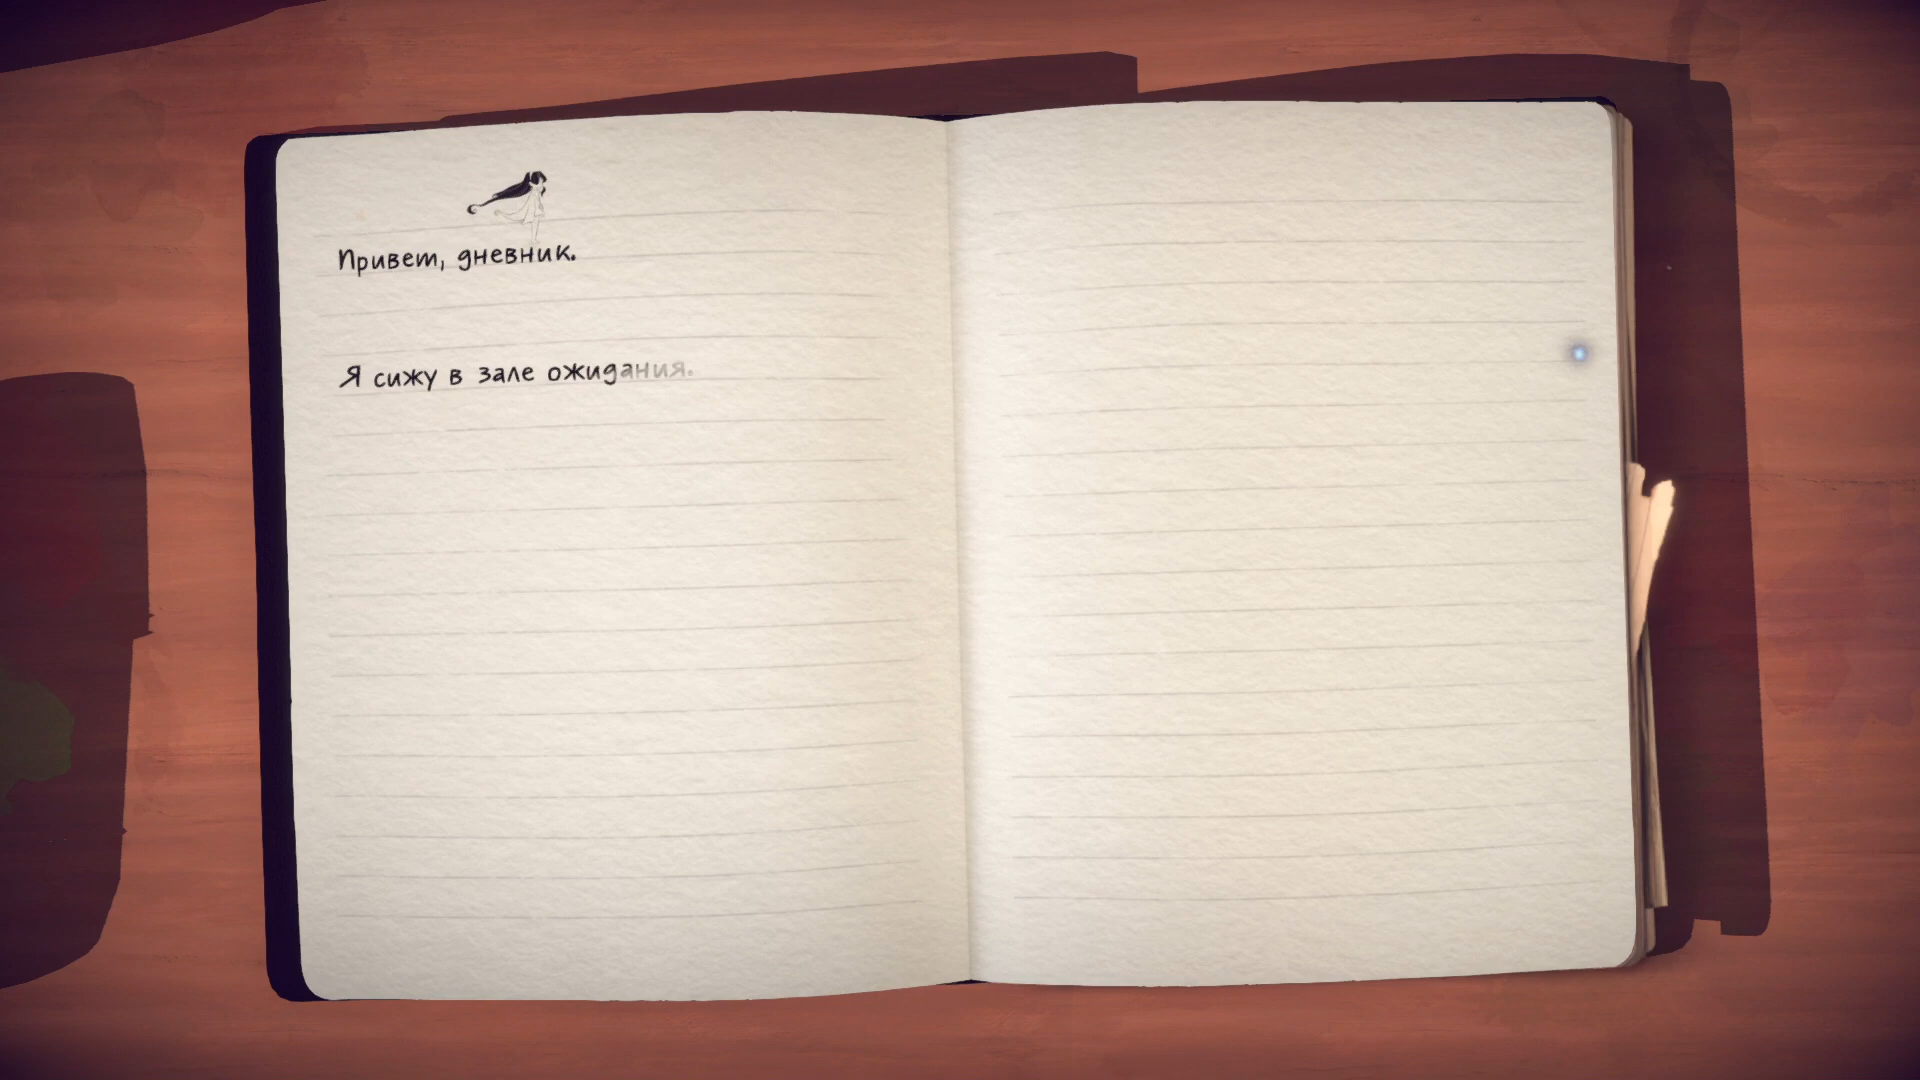 Привет, дневник.
Я сижу в зале ожидания.